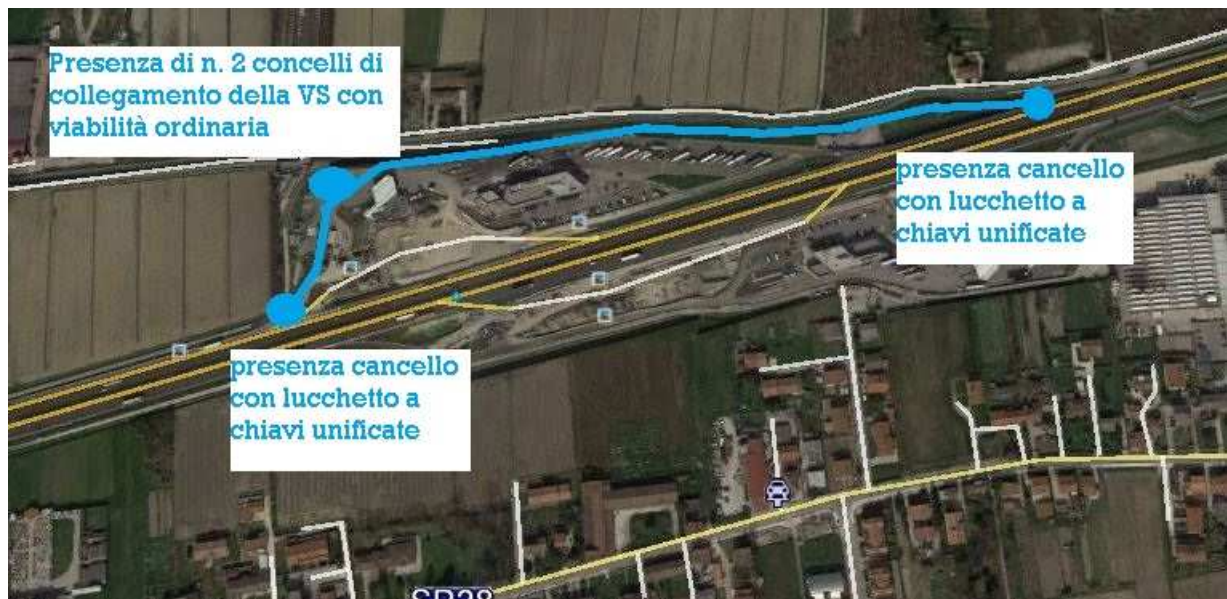 Presenza di n. 2 concelli di
collegamento della VS con
viabilità ordinaria
presenza cancello
con lucchetto a
chiavi unificate
presenza cancello
con lucchetto a
chiavi unificate